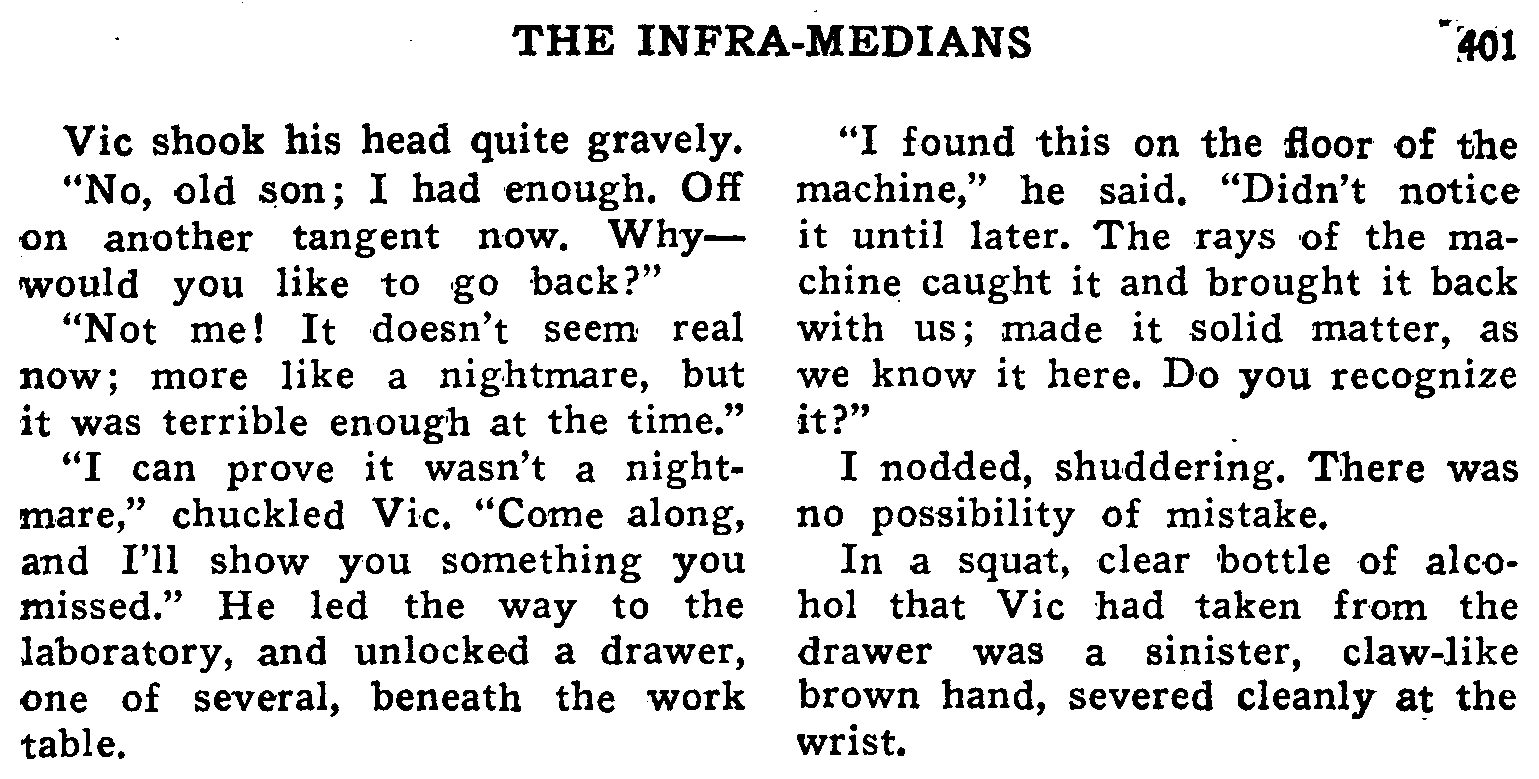 THE INFRA-MEDIANS 401
Vic shook his head quite gravely.
“No, old son; I had enough. Off
on another tangent now. Why—
would you like to go back?”
“Not me! It doesn’t seem real
now; more like a nightmare, but
it was terrible enough at the time.”
“I can prove it wasn’t a night-
mare,” chuckled Vic. “Come along,
and I’ll show you something you
missed.” He led the way to the
laboratory, and unlocked a drawer,
one of several, beneath the work
table.
“I found this on the floor of the
machine,” he said. “Didn’t notice
it until later. The rays of the ma-
chine caught it and brought it back
with us; made it solid matter, as
we know it here. Do you recognize
it?”
I nodded, shuddering. There was
no possibility of mistake.
In a squat, clear bottle of alco-
hol that Vic had taken from the
drawer was a sinister, claw-like
brown hand, severed cleanly at the
wrist.